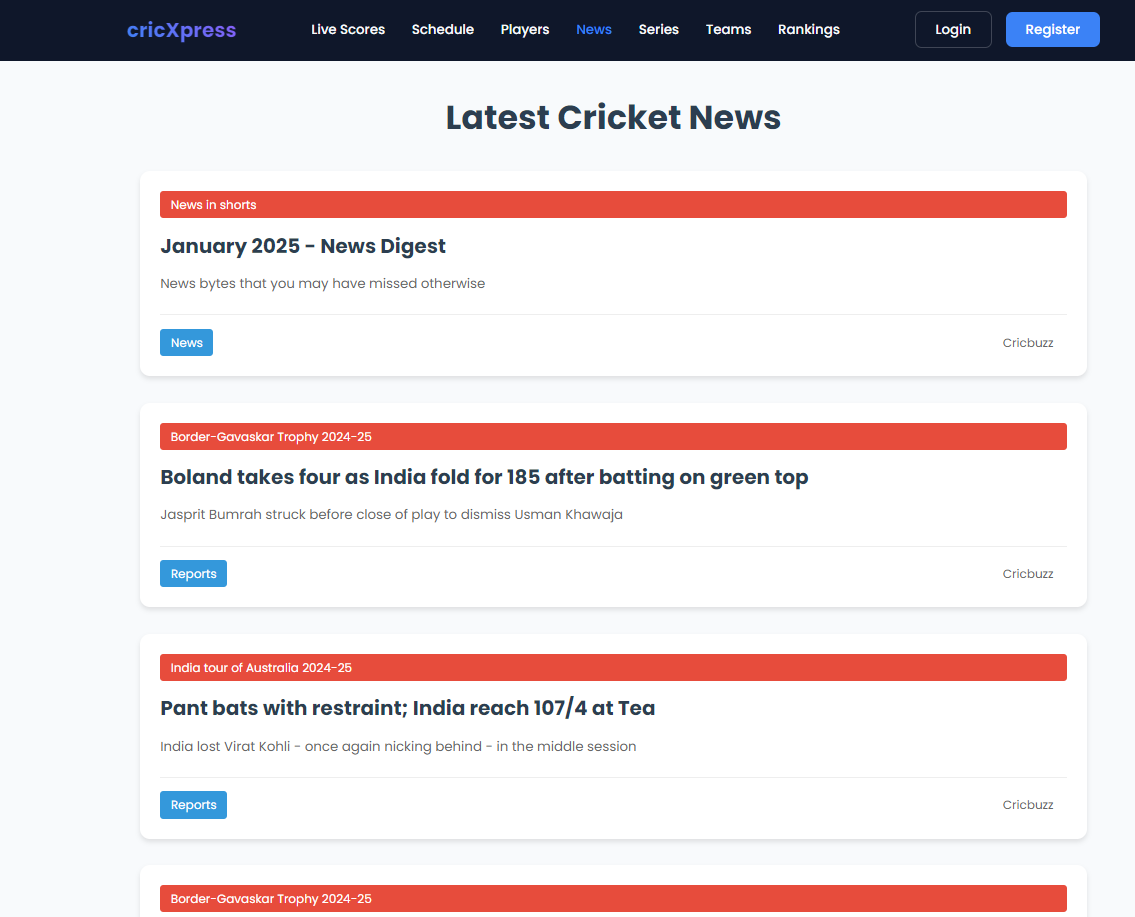 cricXpress Live Scores Schedule Players News Series Teams Rankings Login Register
Latest Cricket News
News in shorts
January 2025 - News Digest
News bytes that you may have missed otherwise
News Cricbuzz
Border-Gavaskar Trophy 2024-25
Boland takes four as India fold for 185 after batting on green top
Jasprit Bumrah struck before close of play to dismiss Usman Khawaja
Reports Cricbuzz
India tour of Australia 2024-25
Pant bats with restraint; India reach 107/4 at Tea
India lost Virat Kohli - once again nicking behind - in the middle session
Reports Cricbuzz
Border-Gavaskar Trophy 2024-25